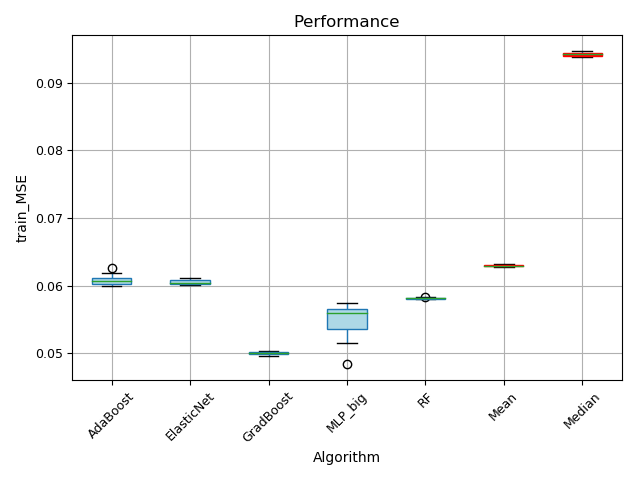 Performance
train_MSE
0.09
0.08
0.07
0.06
0.05
AdaBoost
ElasticNet
GradBoost
MLP_big
RF
Mean
Median
Algorithm